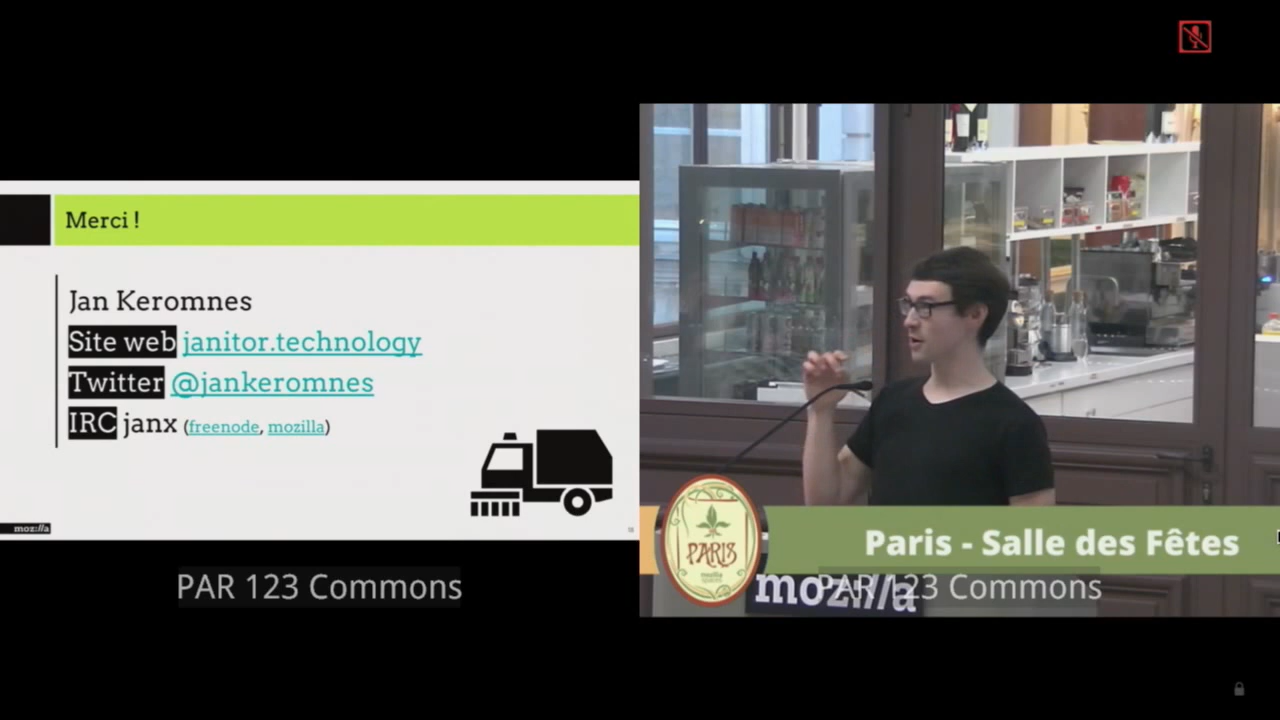 Merci !
Jan Keromnes
Site web janitor.technology
Twitter @jankeromnes
IRC janx (freenode, mozilla)
moz://a
PAR 123 Commons
PARIS
mozilla
Paris - Salle des Fêtes
moz://a
PAR 123 Commons